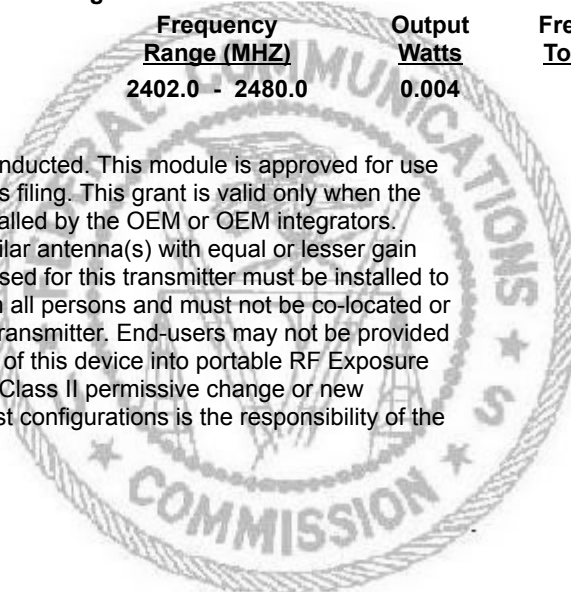 Frequency Output Fre
Range (MHZ) Watts To
2402.0 - 2480.0 0.004
nducted. This module is approved for use
s filing. This grant is valid only when the
alled by the OEM or OEM integrators.
ilar antenna(s) with equal or lesser gain
sed for this transmitter must be installed to
n all persons and must not be co-located or
transmitter. End-users may not be provided
of this device into portable RF Exposure
Class II permissive change or new
st configurations is the responsibility of the
RAL COMMUNICATIONS
COMMISSION